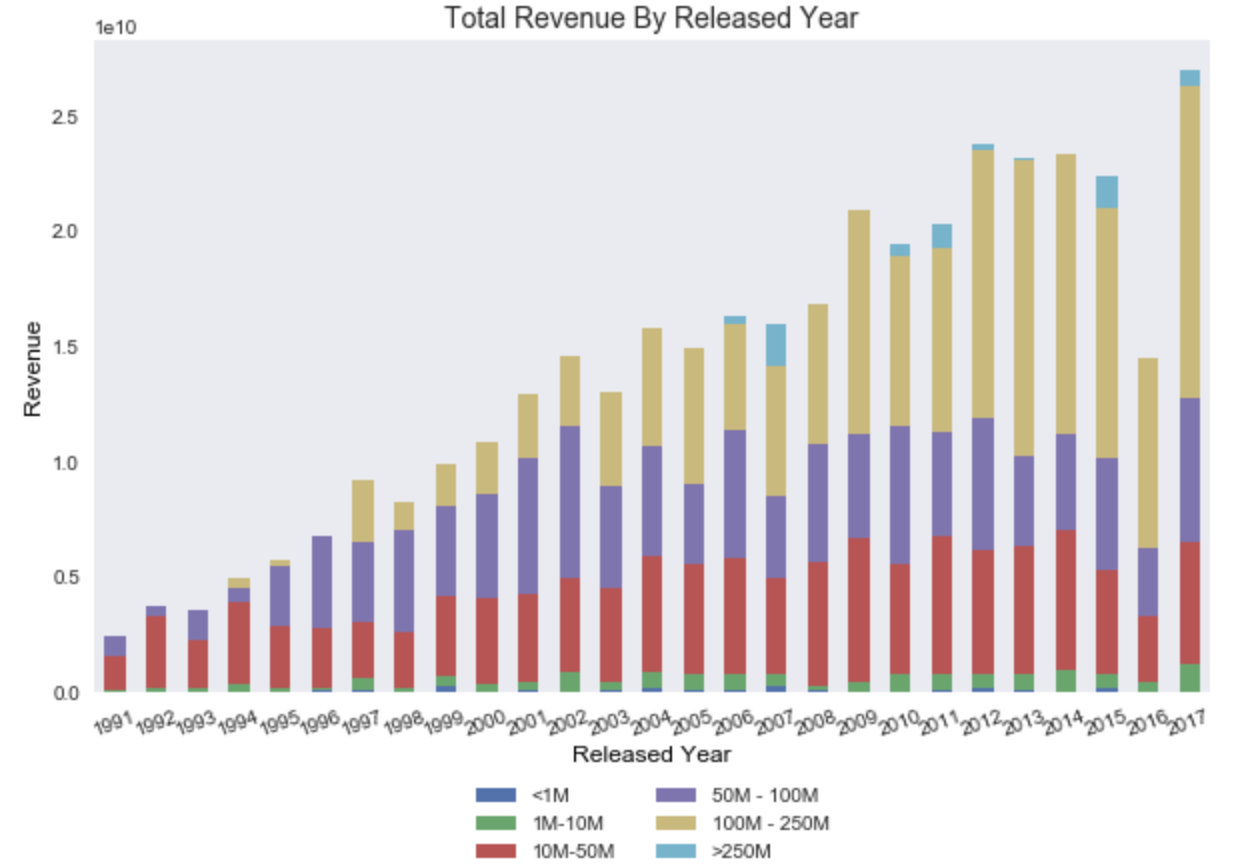 Total Revenue By Released Year
1e10
2.5
2.0
1.5
1.0
0.5
0.0
Revenue
1991 1992 1993 1994 1995 1996 1997 1998 1999 2000 2001 2002 2003 2004 2005 2006 2007 2008 2009 2010 2011 2012 2013 2014 2015 2016 2017
Released Year
<1M
50M - 100M
1M-10M
100M - 250M
10M-50M
>250M